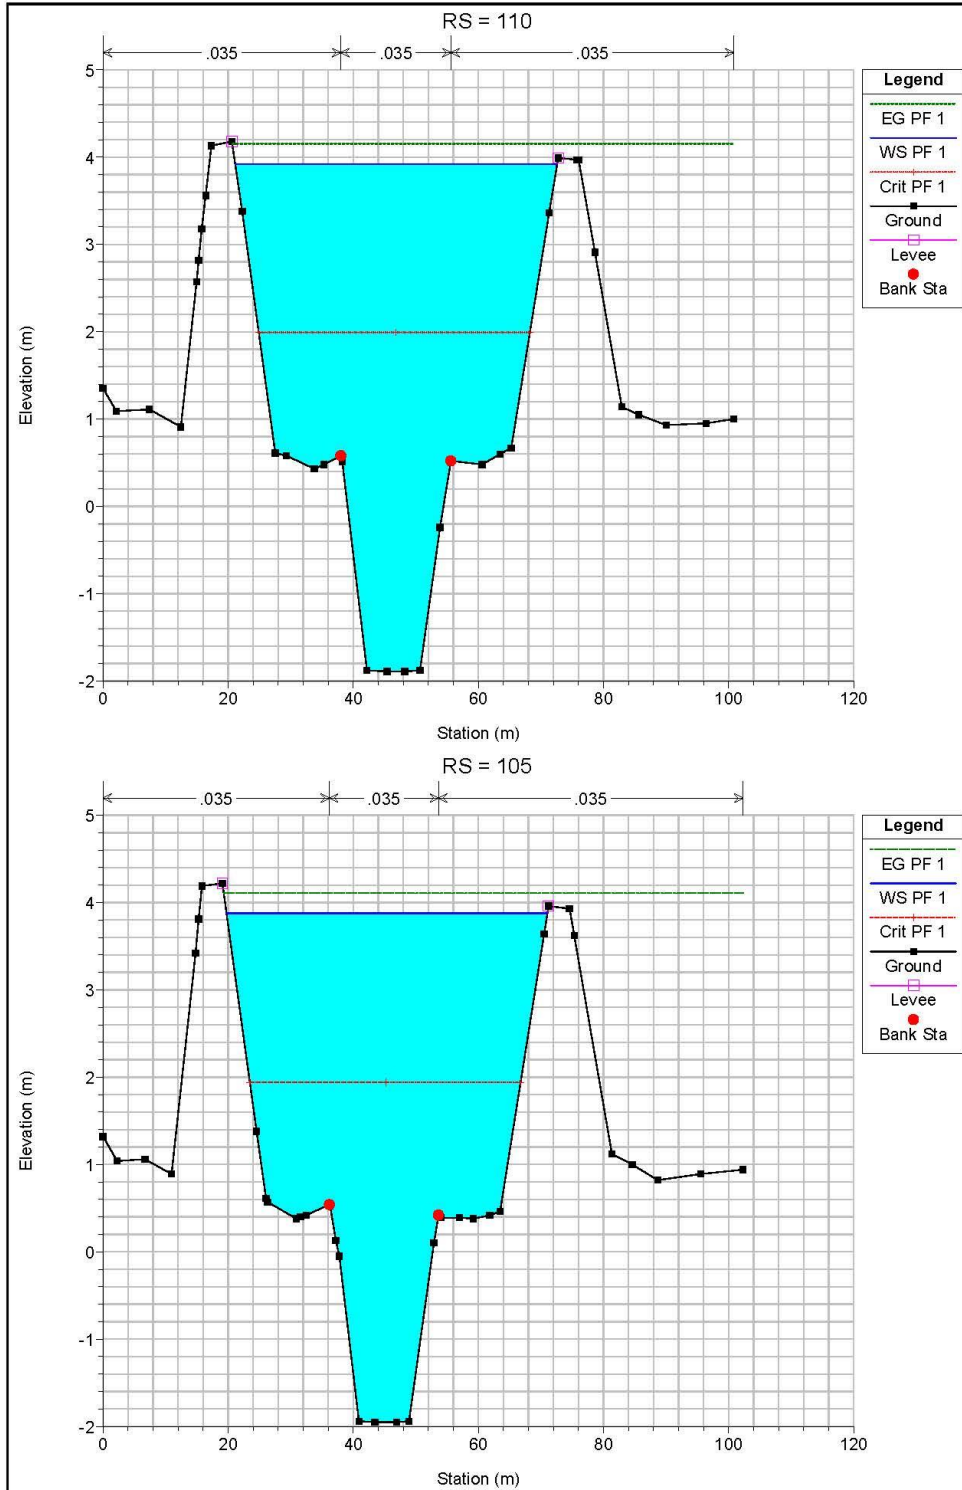 RS = 110
.035 .035 .035
5
4
3
2
1
0
-1
-2
0 20 40 60 80 100 120
Elevation (m)
Station (m)
Legend
EG PF 1
WS PF 1
Crit PF 1
Ground
Levee
Bank Sta
RS = 105
.035 .035 .035
5
4
3
2
1
0
-1
-2
0 20 40 60 80 100 120
Elevation (m)
Station (m)
Legend
EG PF 1
WS PF 1
Crit PF 1
Ground
Levee
Bank Sta